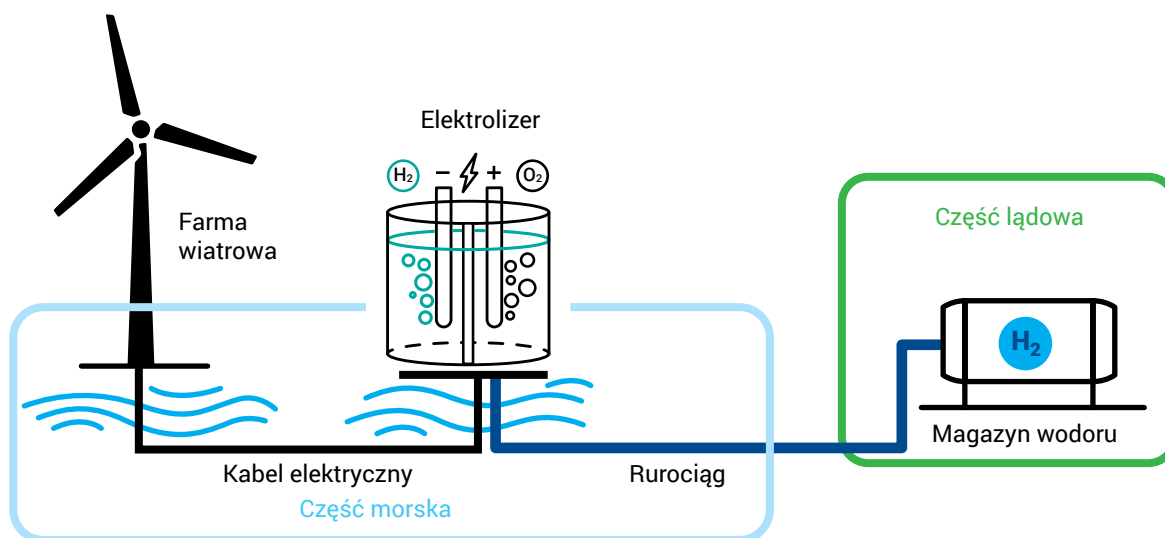 Elektrolizer
H₂ − + O₂
Farma
wiatrowa
Część lądowa
H₂
Magazyn wodoru
Kabel elektryczny
Rurociąg
Część morska